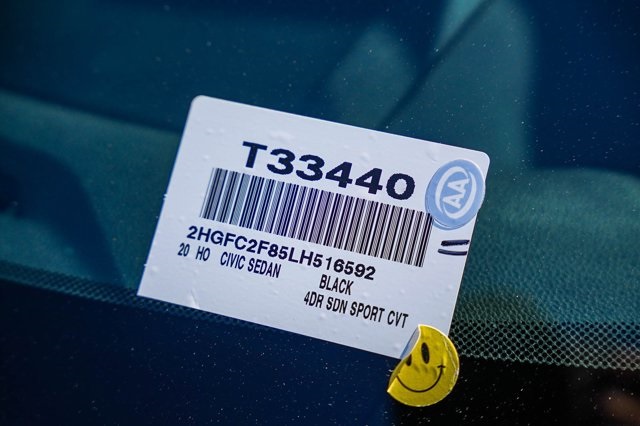 T33440
AA
2HGFC2F85LH516592
20 HO CIVIC SEDAN
BLACK
4DR SDN SPORT CVT